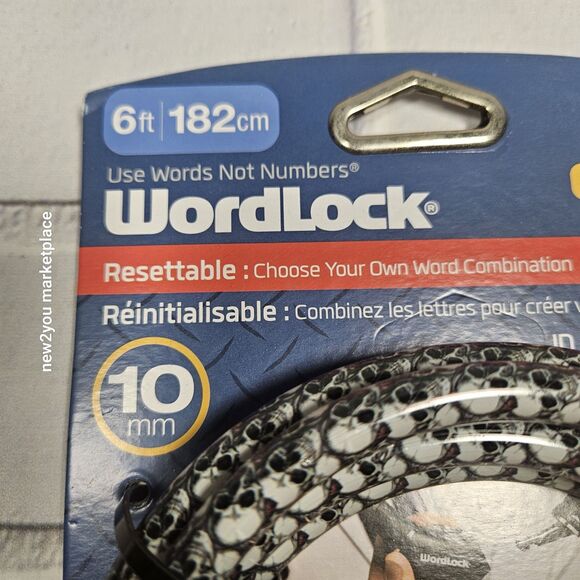 6ft | 182cm
Use Words Not Numbers®
WordLock®
Resettable : Choose Your Own Word Combination
Réinitialisable : Combinez les lettres pour créer
10
mm
WordLock
new2you marketplace